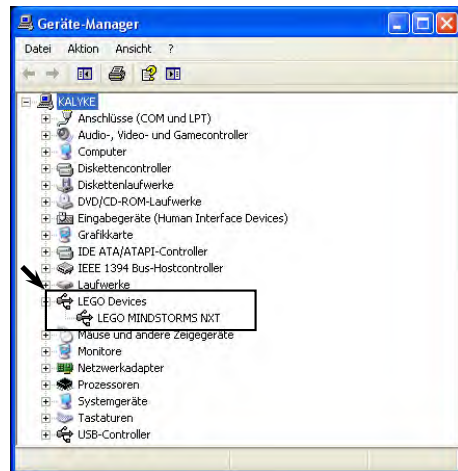 Geräte-Manager
Datei Aktion Ansicht ?
KALYKE
Anschlüsse (COM und LPT)
Audio-, Video- und Gamecontroller
Computer
Diskettencontroller
Diskettenlaufwerke
DVD/CD-ROM-Laufwerke
Eingabegeräte (Human Interface Devices)
Grafikkarte
IDE ATA/ATAPI-Controller
IEEE 1394 Bus-Hostcontroller
Laufwerke
LEGO Devices
LEGO MINDSTORMS NXT
Mäuse und andere Zeigegeräte
Monitore
Netzwerkadapter
Prozessoren
Systemgeräte
Tastaturen
USB-Controller